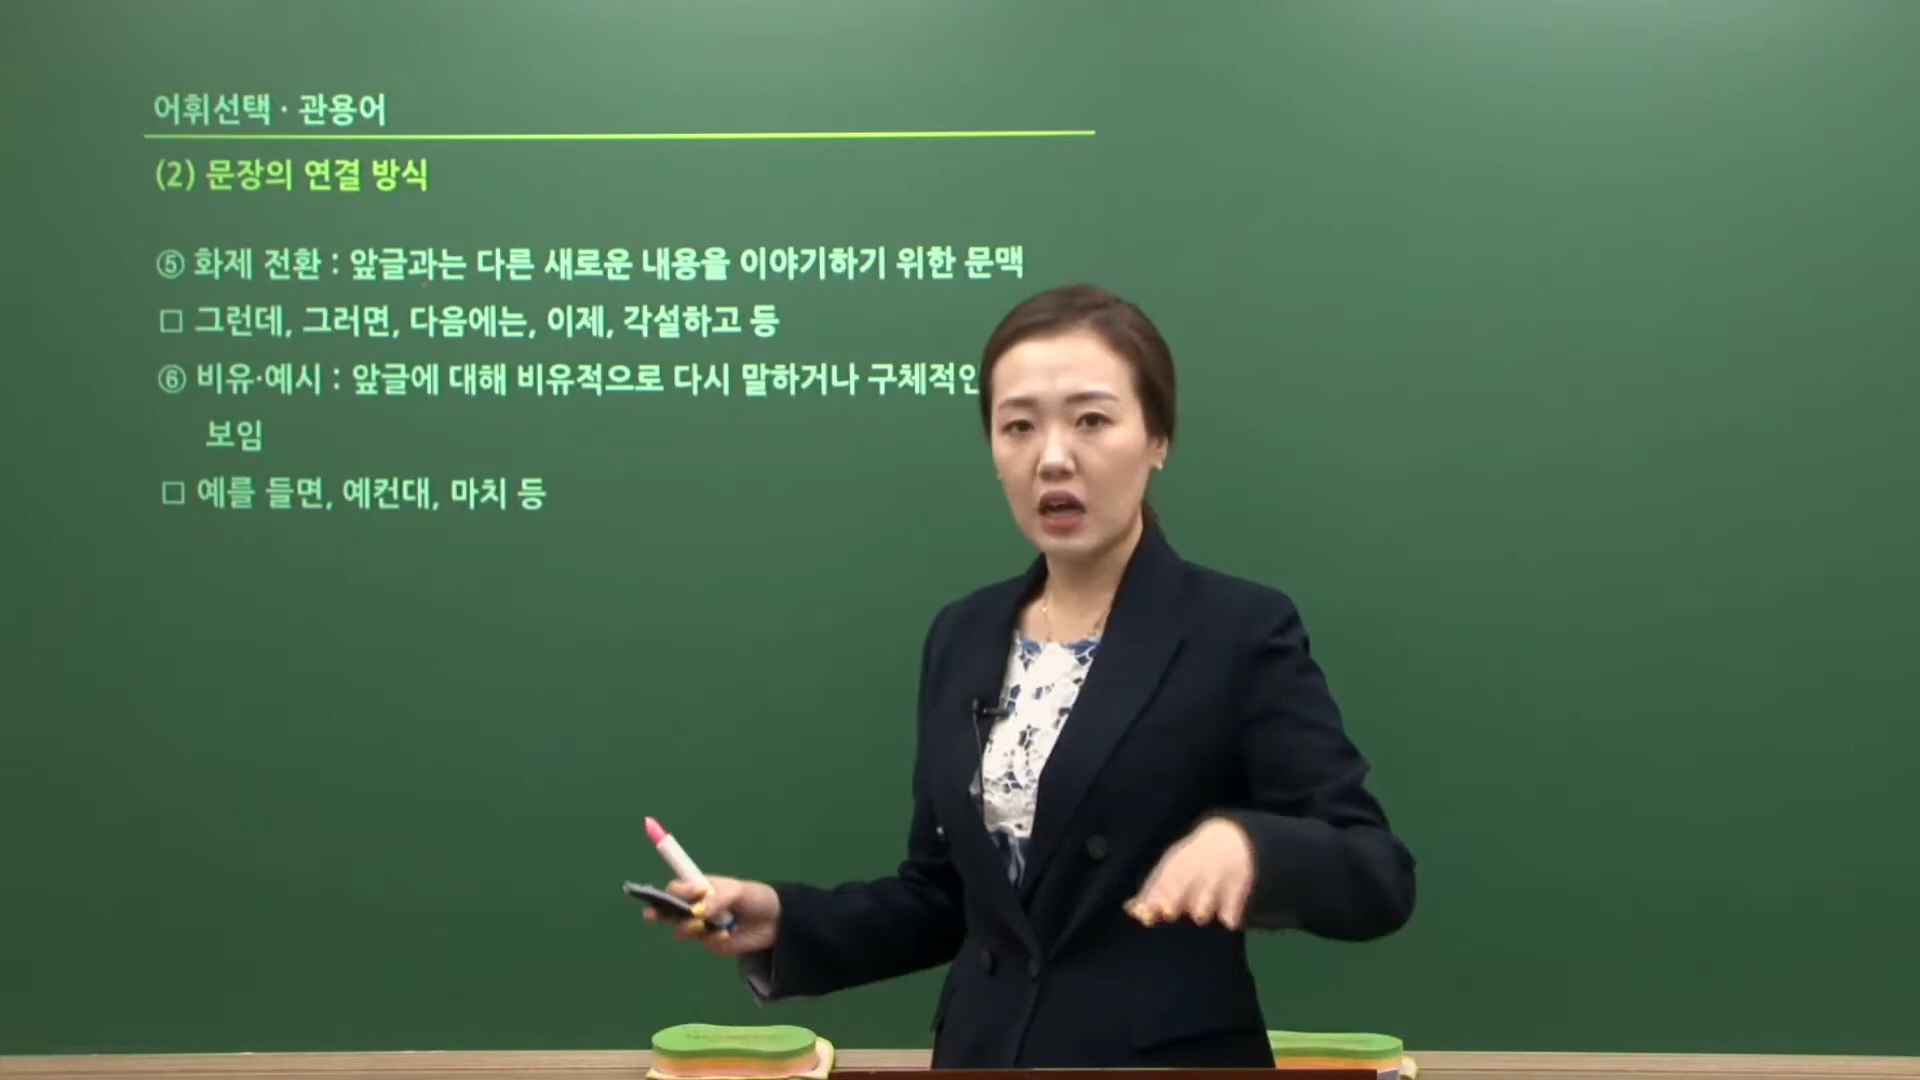 어휘선택 · 관용어
(2) 문장의 연결 방식
⑤ 화제 전환 : 앞글과는 다른 새로운 내용을 이야기하기 위한 문맥
□ 그런데, 그러면, 다음에는, 이제, 각설하고 등
⑥ 비유·예시 : 앞글에 대해 비유적으로 다시 말하거나 구체적인
보임
□ 예를 들면, 예컨대, 마치 등